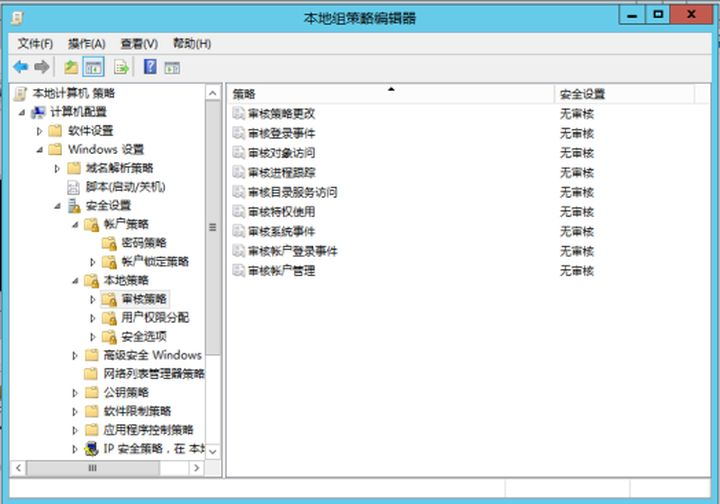 本地组策略编辑器
文件(F) 操作(A) 查看(V) 帮助(H)
本地计算机 策略
计算机配置
软件设置
Windows 设置
域名解析策略
脚本(启动/关机)
安全设置
帐户策略
密码策略
帐户锁定策略
本地策略
审核策略
用户权限分配
安全选项
高级安全 Windows
网络列表管理器策略
公钥策略
软件限制策略
应用程序控制策略
IP 安全策略，在 本地
策略 安全设置
审核策略更改 无审核
审核登录事件 无审核
审核对象访问 无审核
审核进程跟踪 无审核
审核目录服务访问 无审核
审核特权使用 无审核
审核系统事件 无审核
审核帐户登录事件 无审核
审核帐户管理 无审核